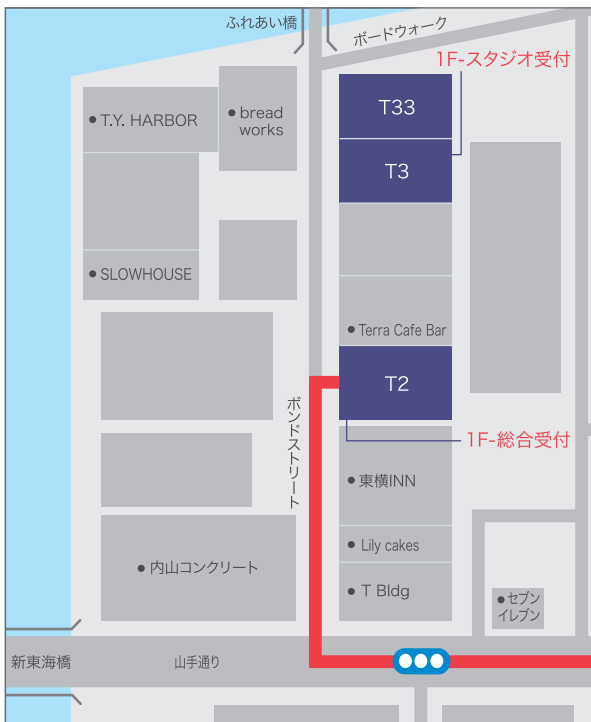 ふれあい橋
ボードウォーク
1F-スタジオ受付
T.Y. HARBOR
bread
works
T33
T3
SLOWHOUSE
Terra Cafe Bar
T2
ボンドストリート
1F-総合受付
東横INN
Lily cakes
内山コンクリート
T Bldg
セブン
イレブン
新東海橋
山手通り